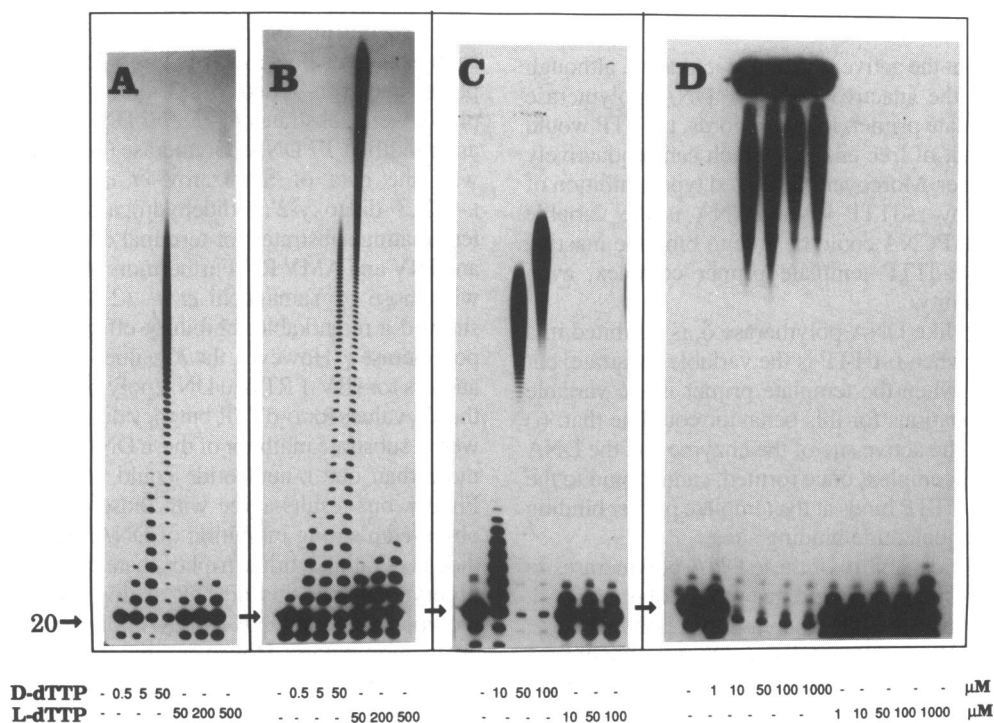 A B C D
20→ → → →
D-dTTP - 0.5 5 50 - - - - 0.5 5 50 - - - - 10 50 100 - - - - 1 10 50 100 1000 - - - - - μM
L-dTTP - - - - 50 200 500 - - - - 50 200 500 - - - - 10 50 100 - - - - - - 1 10 50 100 1000 μM